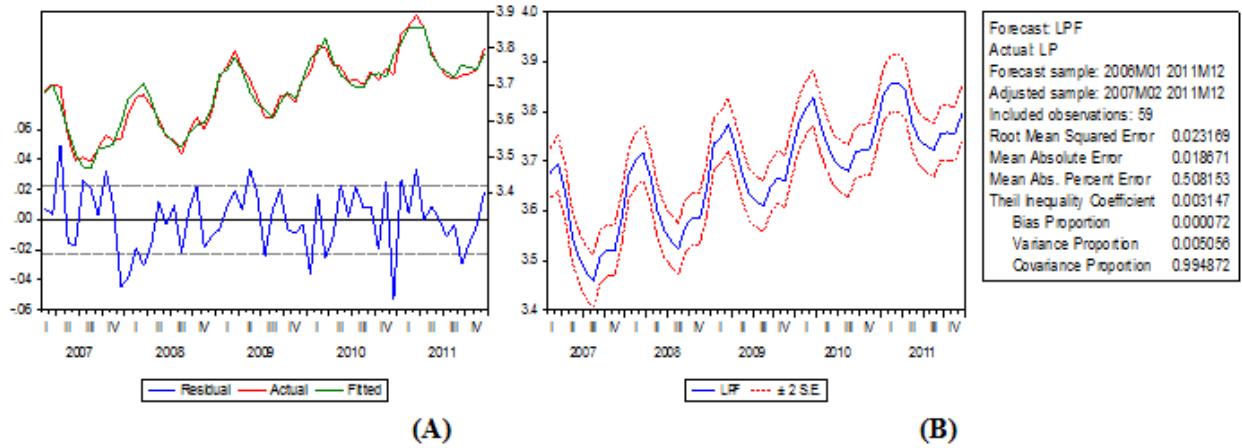 3.9
3.8
3.7
3.6
3.5
3.4
.06
.04
.02
.00
-.02
-.04
-.06
I II III IV I II III IV I II III IV I II III IV I II III IV
2007 2008 2009 2010 2011
Residual Actual Fitted
(A)
4.0
3.9
3.8
3.7
3.6
3.5
3.4
I II III IV I II III IV I II III IV I II III IV I II III IV
2007 2008 2009 2010 2011
LPF ± 2 S.E.
(B)
Forecast: LPF
Actual: LP
Forecast sample: 2006M01 2011M12
Adjusted sample: 2007M02 2011M12
Included observations: 59
Root Mean Squared Error 0.023169
Mean Absolute Error 0.018671
Mean Abs. Percent Error 0.508153
Theil Inequality Coefficient 0.003147
Bias Proportion 0.000072
Variance Proportion 0.005056
Covariance Proportion 0.994872